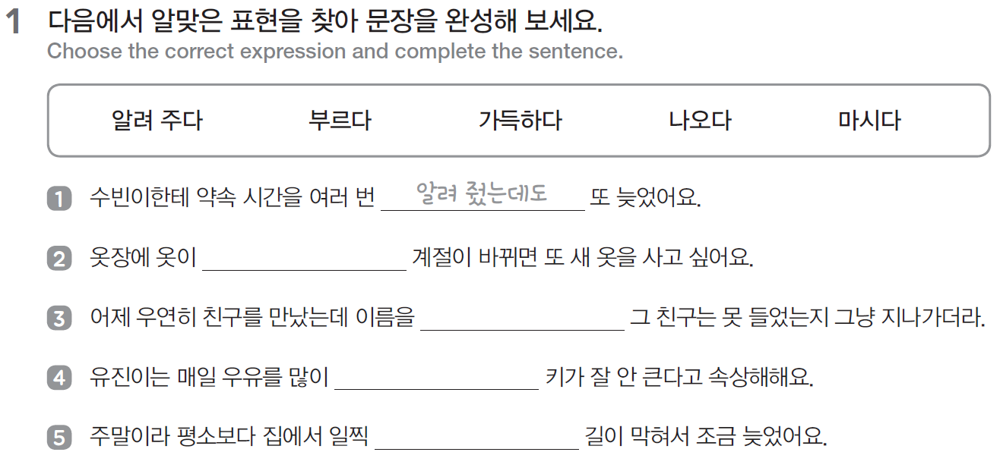 1 다음에서 알맞은 표현을 찾아 문장을 완성해 보세요.
Choose the correct expression and complete the sentence.
알려 주다 부르다 가득하다 나오다 마시다
1 수빈이한테 약속 시간을 여러 번 알려 줬는데도 또 늦었어요.
2 옷장에 옷이 계절이 바뀌면 또 새 옷을 사고 싶어요.
3 어제 우연히 친구를 만났는데 이름을 그 친구는 못 들었는지 그냥 지나가더라.
4 유진이는 매일 우유를 많이 키가 잘 안 큰다고 속상해해요.
5 주말이라 평소보다 집에서 일찍 길이 막혀서 조금 늦었어요.